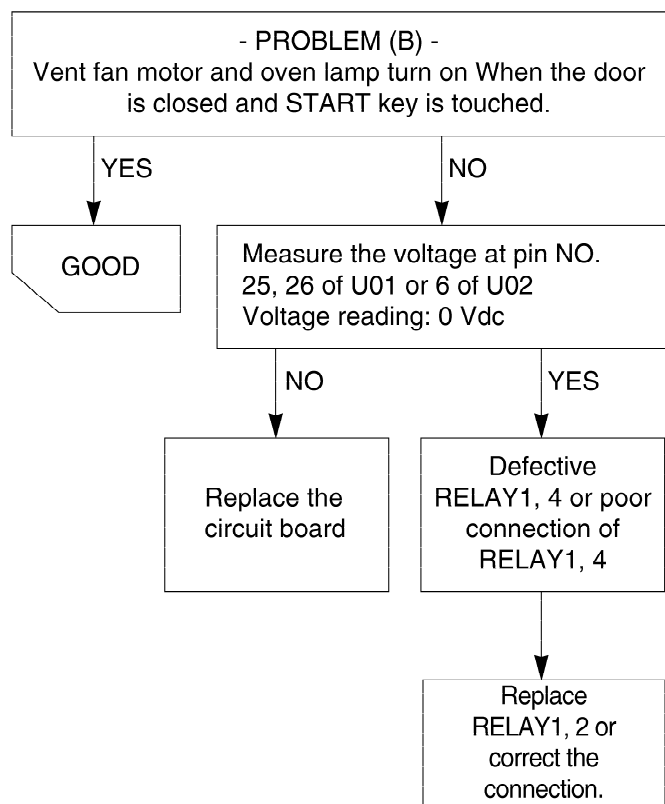 - PROBLEM (B) -
Vent fan motor and oven lamp turn on When the door
is closed and START key is touched.
YES
NO
GOOD
Measure the voltage at pin NO.
25, 26 of U01 or 6 of U02
Voltage reading: 0 Vdc
NO
YES
Replace the
circuit board
Defective
RELAY1, 4 or poor
connection of
RELAY1, 4
Replace
RELAY1, 2 or
correct the
connection.